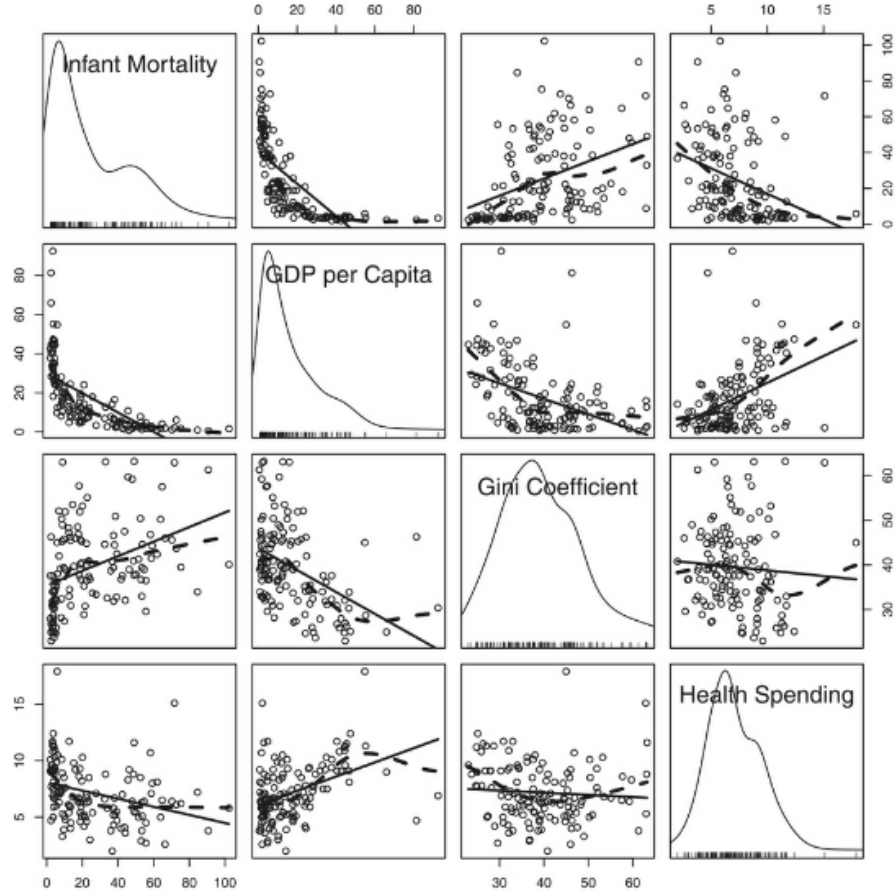 0 20 40 60 80
5 10 15
Infant Mortality
0 20 40 60 80 100
GDP per Capita
0 20 40 60 80
Gini Coefficient
30 40 50 60
Health Spending
5 10 15
0 20 40 60 80 100
30 40 50 60